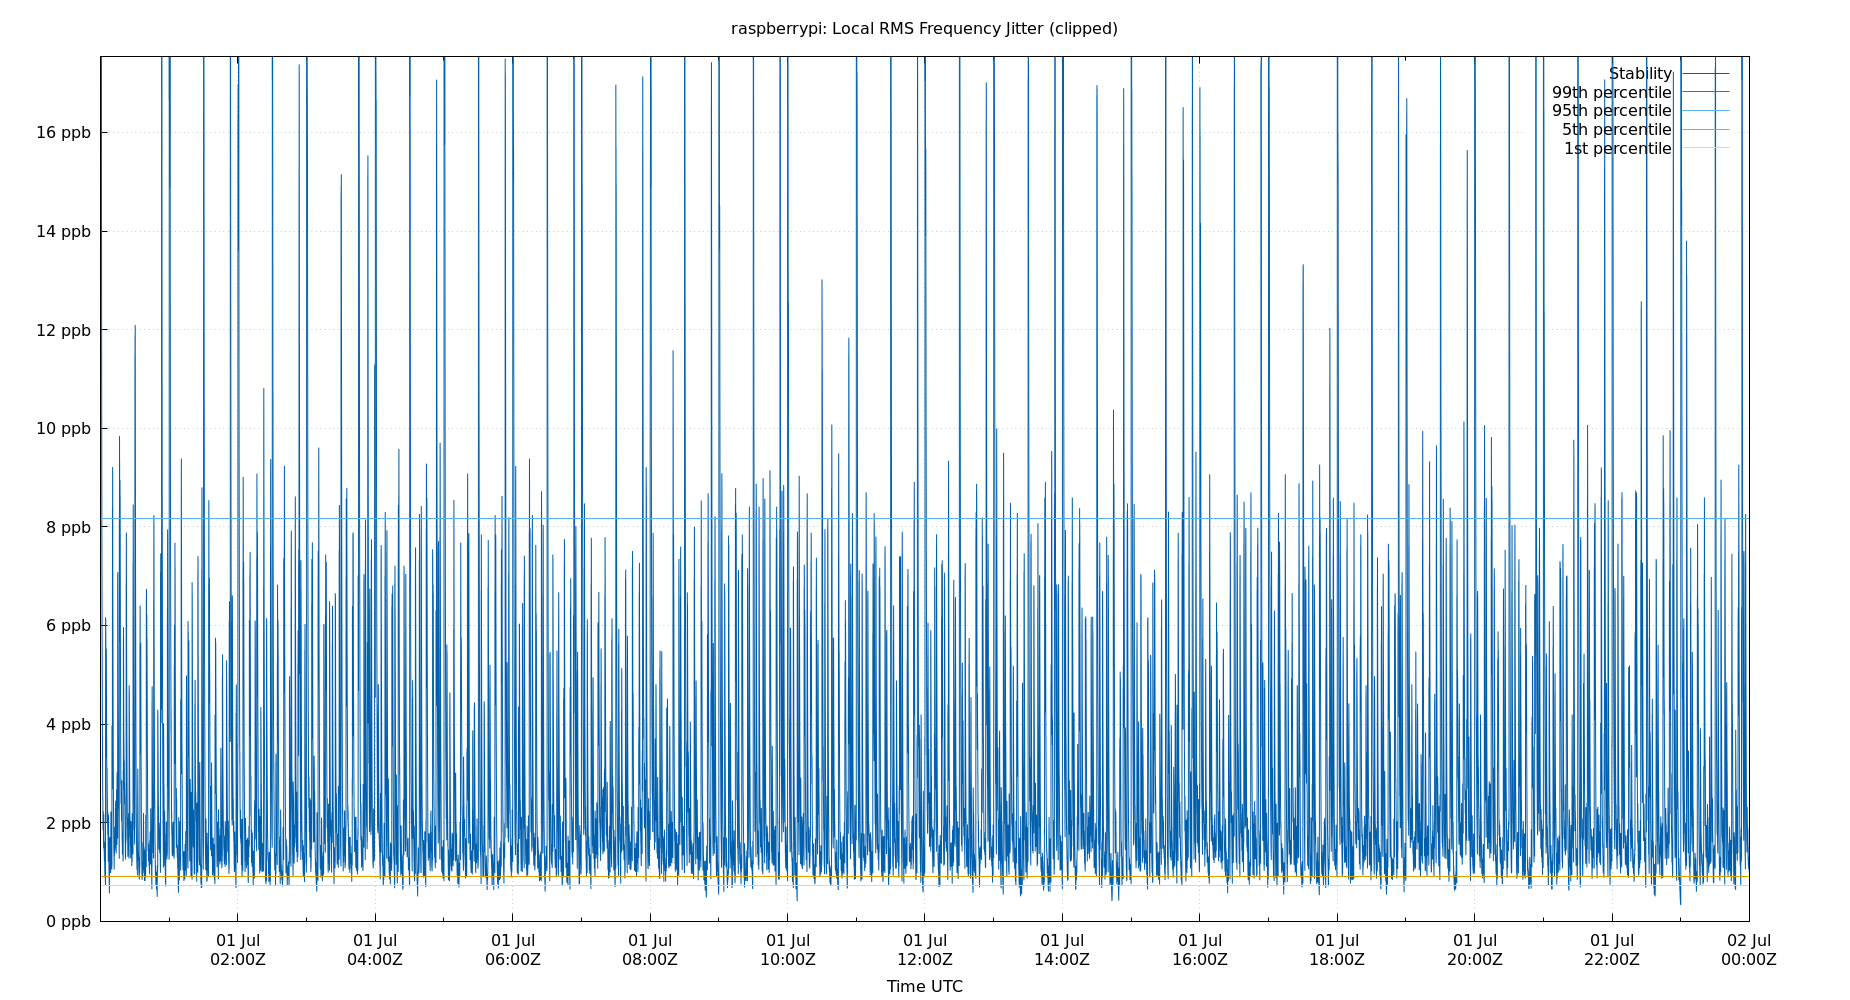 raspberrypi: Local RMS Frequency Jitter (clipped)
Stability
99th percentile
95th percentile
5th percentile
1st percentile
16 ppb
14 ppb
12 ppb
10 ppb
8 ppb
6 ppb
4 ppb
2 ppb
0 ppb
01 Jul 01 Jul 01 Jul 01 Jul 01 Jul 01 Jul 01 Jul 01 Jul 01 Jul 01 Jul 01 Jul 02 Jul
02:00Z 04:00Z 06:00Z 08:00Z 10:00Z 12:00Z 14:00Z 16:00Z 18:00Z 20:00Z 22:00Z 00:00Z
Time UTC